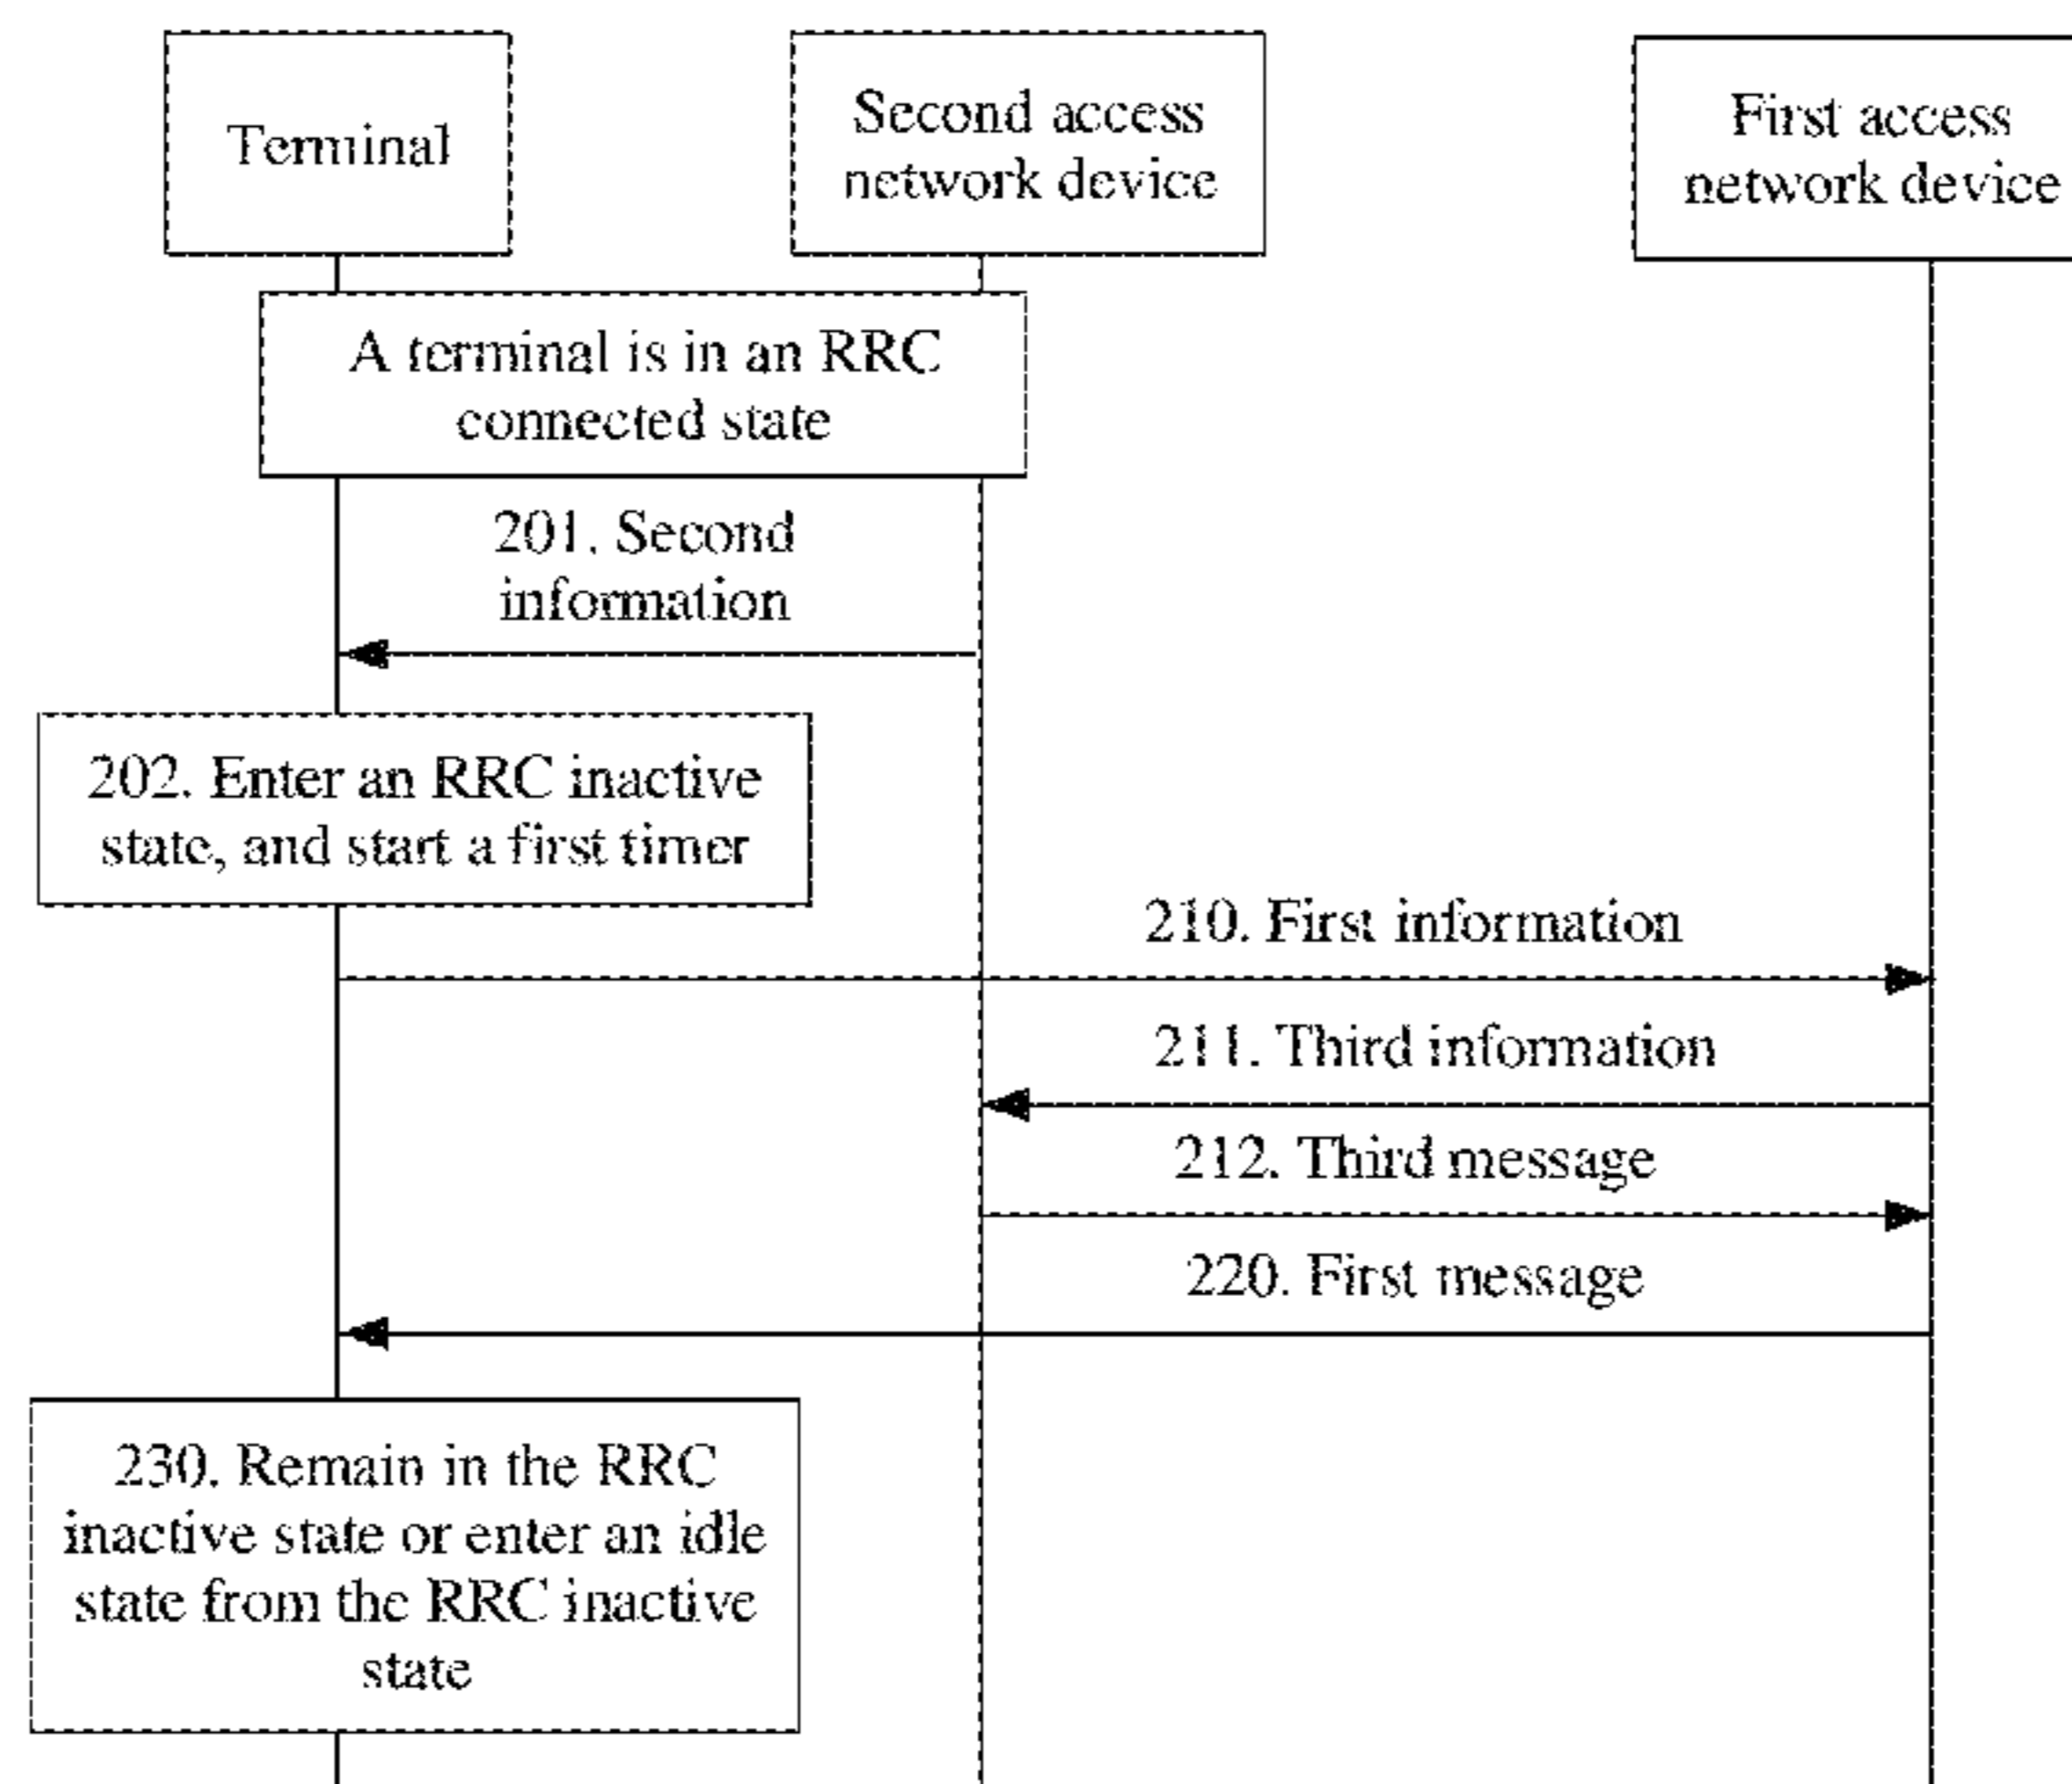 Terminal
Second access
network device
First access
network device
A terminal is in an RRC
connected state
201. Second
information
202. Enter an RRC inactive
state, and start a first timer
210. First information
211. Third information
212. Third message
220. First message
230. Remain in the RRC
inactive state or enter an idle
state from the RRC inactive
state